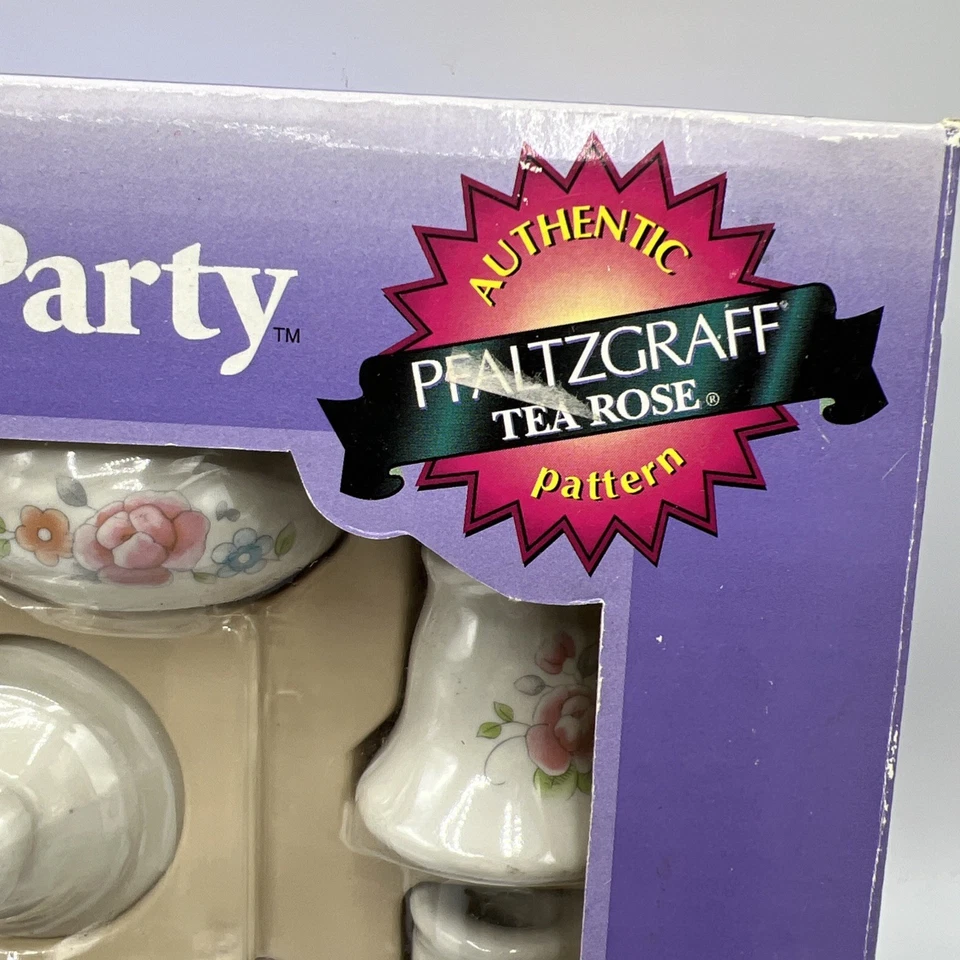 Party™
AUTHENTIC
PFALTZGRAFF®
TEA ROSE®
pattern